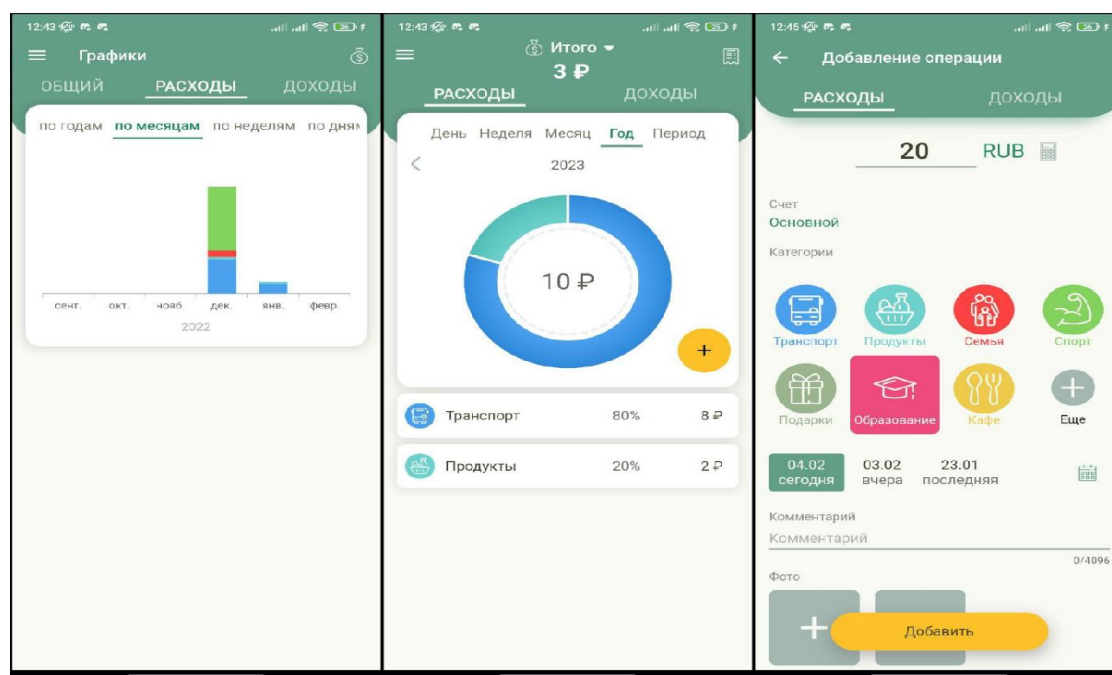 12:43
26
Графики
ОБЩИЙ РАСХОДЫ ДОХОДЫ
по годам по месяцам по неделям по дням
сент. окт. нояб. дек. янв. февр.
2022
12:43
25
Итого
3 ₽
РАСХОДЫ ДОХОДЫ
День Неделя Месяц Год Период
2023
10 ₽
+
Транспорт 80% 8 ₽
Продукты 20% 2 ₽
12:45
25
Добавление операции
РАСХОДЫ ДОХОДЫ
20 RUB
Счет
Основной
Категории
Транспорт Продукты Семья Спорт
Подарки Образование Кафе Еще
04.02 03.02 23.01
сегодня вчера последняя
Комментарий
Комментарий
0/4096
Фото
Добавить